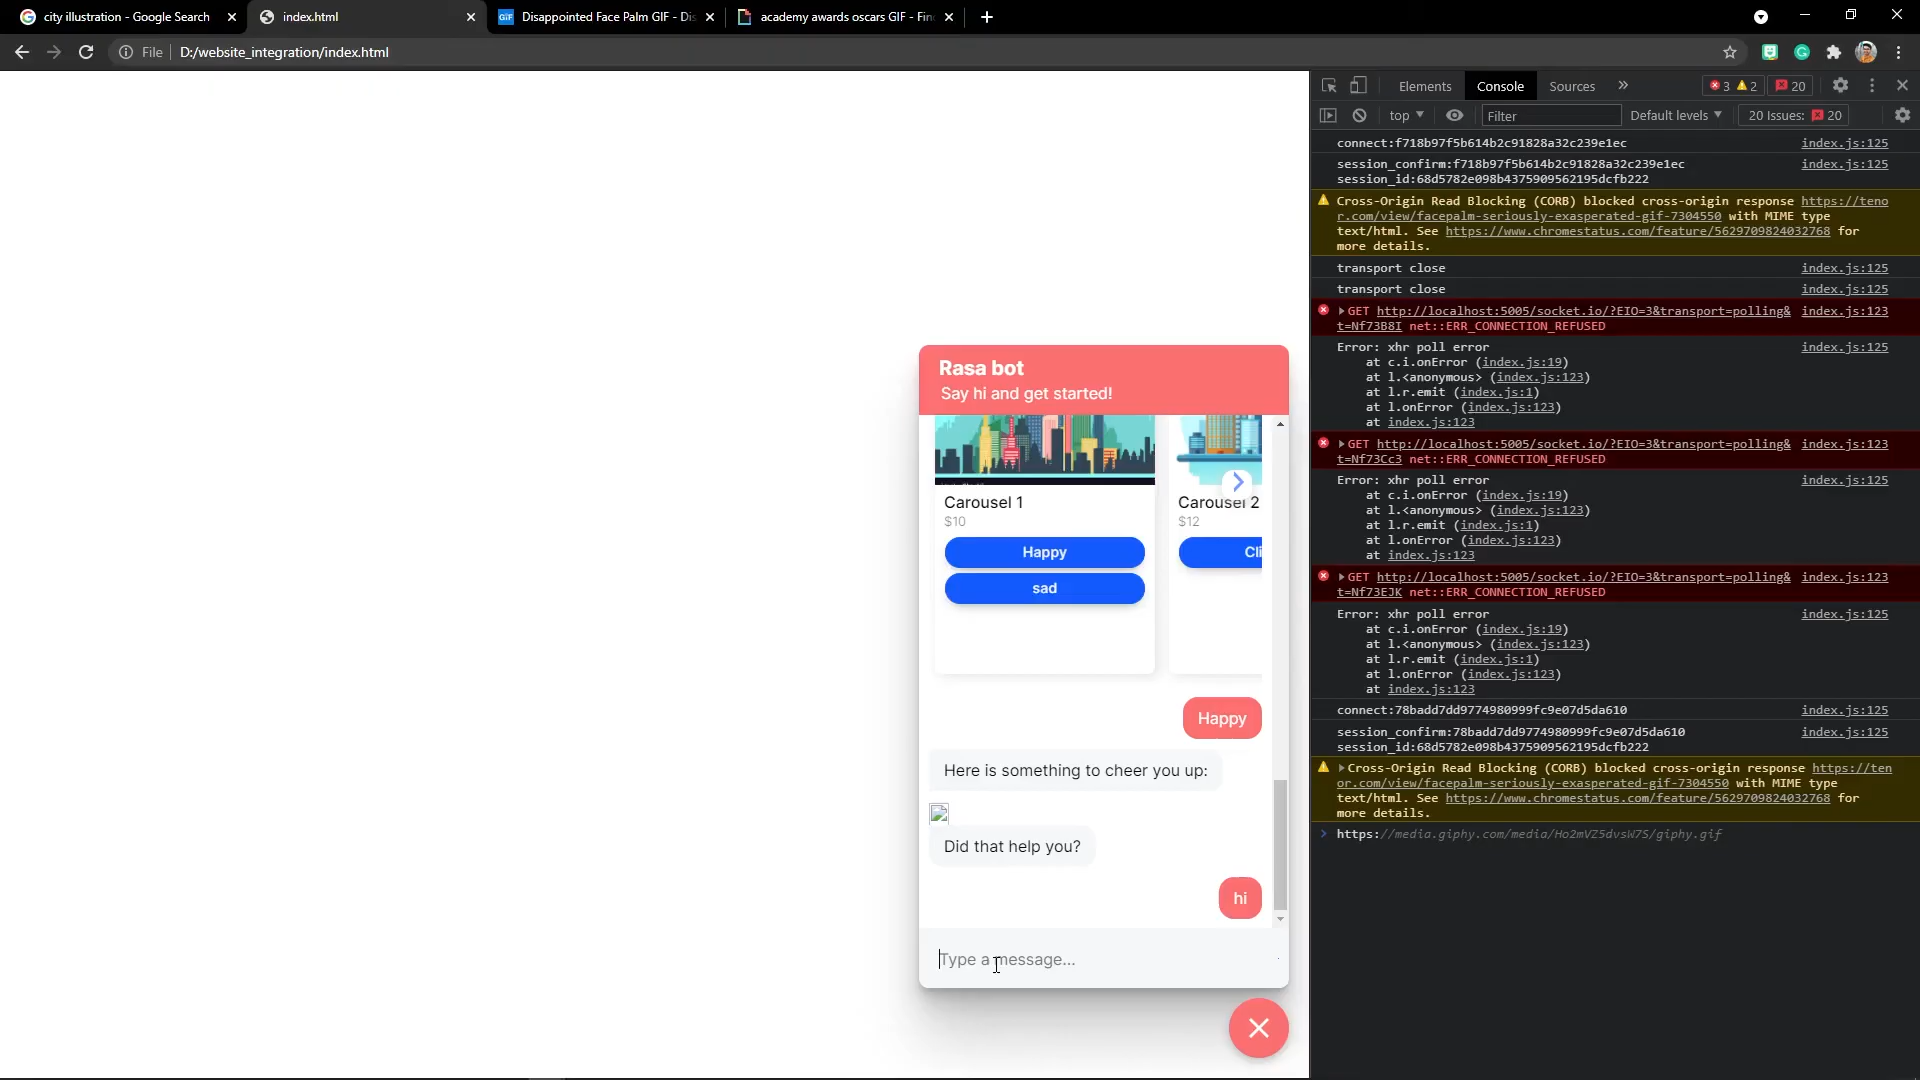 city illustration - Google Search
index.html
Disappointed Face Palm GIF - Dis
academy awards oscars GIF - Fin
File
D:/website_integration/index.html
Elements
Console
Sources
3
2
20
top
Filter
Default levels
20 Issues:
20
connect:f718b97f5b614b2c91828a32c239e1ec
index.js:125
session_confirm:f718b97f5b614b2c91828a32c239e1ec
index.js:125
session_id:68d5782e098b4375909562195dcfb222
Cross-Origin Read Blocking (CORB) blocked cross-origin response https://teno
r.com/view/facepalm-seriously-exasperated-gif-7304550 with MIME type
text/html. See https://www.chromestatus.com/feature/5629709824032768 for
more details.
transport close
index.js:125
transport close
index.js:125
GET http://localhost:5005/socket.io/?EIO=3&transport=polling&
index.js:123
t=Nf73B8I net::ERR_CONNECTION_REFUSED
Error: xhr poll error
index.js:125
at c.i.onError (index.js:19)
at l.<anonymous> (index.js:123)
at l.r.emit (index.js:1)
at l.onError (index.js:123)
at index.js:123
GET http://localhost:5005/socket.io/?EIO=3&transport=polling&
index.js:123
t=Nf73Cc3 net::ERR_CONNECTION_REFUSED
Error: xhr poll error
index.js:125
at c.i.onError (index.js:19)
at l.<anonymous> (index.js:123)
at l.r.emit (index.js:1)
at l.onError (index.js:123)
at index.js:123
GET http://localhost:5005/socket.io/?EIO=3&transport=polling&
index.js:123
t=Nf73EJK net::ERR_CONNECTION_REFUSED
Error: xhr poll error
index.js:125
at c.i.onError (index.js:19)
at l.<anonymous> (index.js:123)
at l.r.emit (index.js:1)
at l.onError (index.js:123)
at index.js:123
connect:78badd7dd9774980999fc9e07d5da610
index.js:125
session_confirm:78badd7dd9774980999fc9e07d5da610
index.js:125
session_id:68d5782e098b4375909562195dcfb222
Cross-Origin Read Blocking (CORB) blocked cross-origin response https://ten
or.com/view/facepalm-seriously-exasperated-gif-7304550 with MIME type
text/html. See https://www.chromestatus.com/feature/5629709824032768 for
more details.
https://media.giphy.com/media/Ho2mVZ5dvsW7S/giphy.gif
Rasa bot
Say hi and get started!
Carousel 1
$10
Happy
sad
Carousel 2
$12
Cli
Happy
Here is something to cheer you up:
Did that help you?
hi
Type a message...